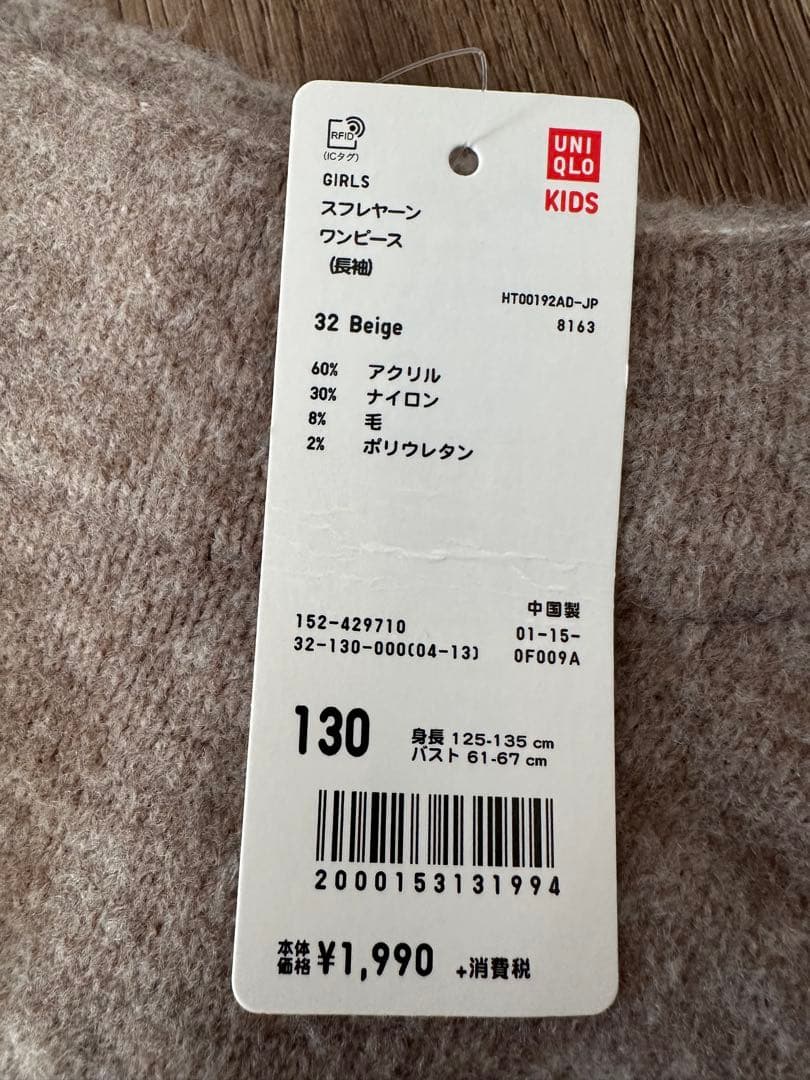 RFID
(ICタグ)
UNI
QLO
KIDS
GIRLS
スフレヤーン
ワンピース
(長袖)
HT00192AD-JP
8163
32 Beige
60% アクリル
30% ナイロン
8% 毛
2% ポリウレタン
中国製
152-429710 01-15-
32-130-000(04-13) 0F009A
130
身長 125-135 cm
バスト 61-67 cm
2000153131994
本体
価格 ¥1,990 +消費税